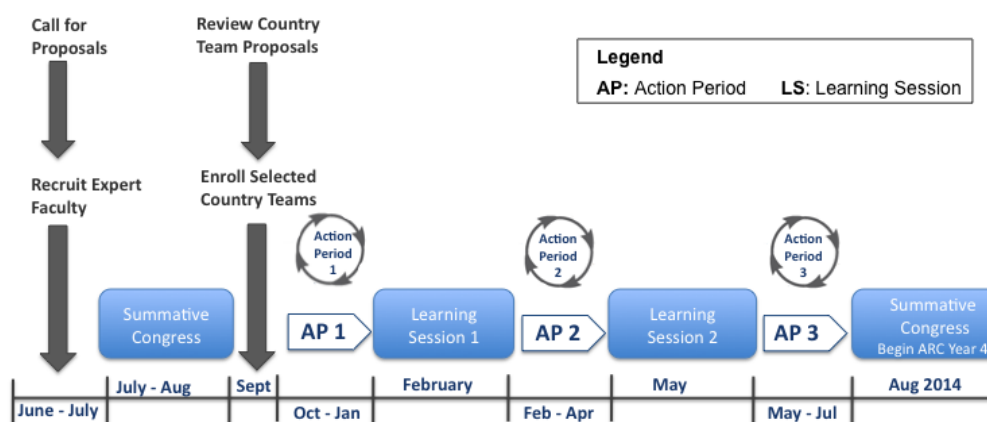 Call for
Proposals
Review Country
Team Proposals
Legend
AP: Action Period LS: Learning Session
Recruit Expert
Faculty
Enroll Selected
Country Teams
Action
Period
1
Action
Period
2
Action
Period
3
Summative
Congress
AP 1
Learning
Session 1
AP 2
Learning
Session 2
AP 3
Summative
Congress
Begin ARC Year 4
July - Aug
Sept
February
May
Aug 2014
June - July
Oct - Jan
Feb - Apr
May - Jul